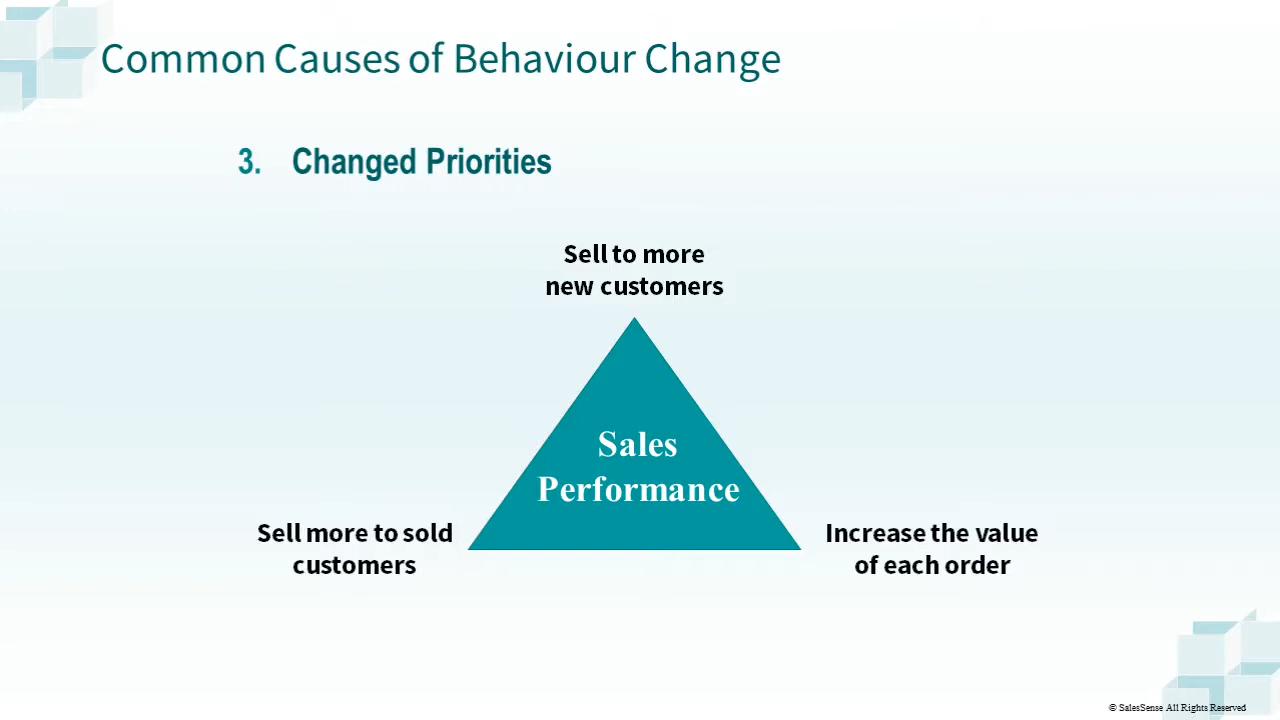 Common Causes of Behaviour Change
3. Changed Priorities
Sell to more
new customers
Sales
Performance
Sell more to sold
customers
Increase the value
of each order
© SalesSense All Rights Reserved